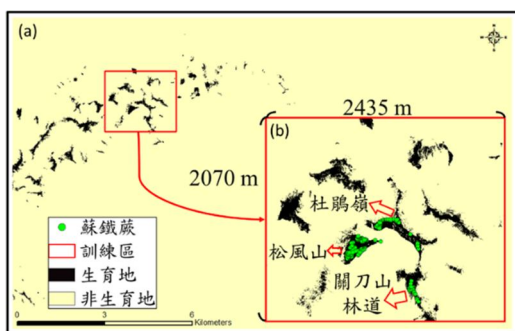 (a)
2435 m
(b)
2070 m
杜鵑嶺
松風山
關刀山
林道
蘇鐵蕨
訓練區
生育地
非生育地
0 3 6
Kilometers